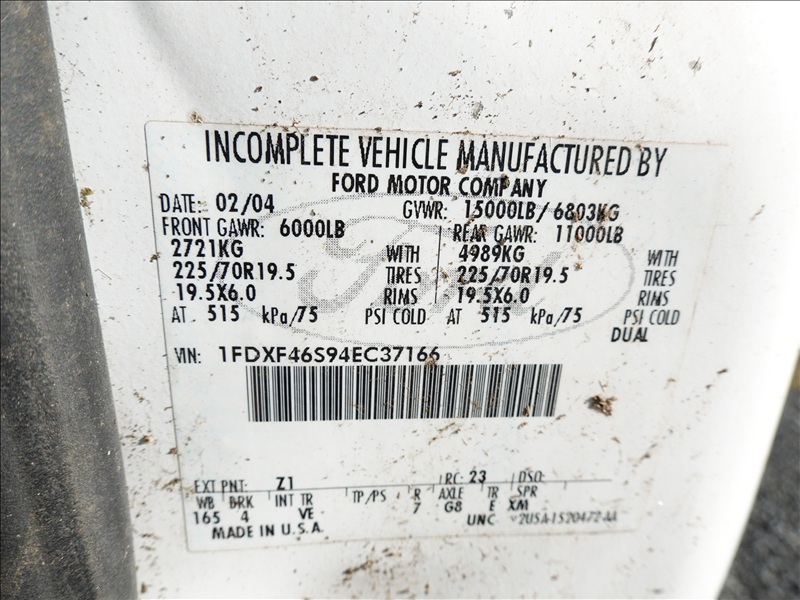 INCOMPLETE VEHICLE MANUFACTURED BY
FORD MOTOR COMPANY
DATE: 02/04 GVWR: 15000LB/ 6803KG
FRONT GAWR: 6000LB REAR GAWR: 11000LB
2721KG WITH 4989KG WITH
225/70R19.5 TIRES 225/70R19.5 TIRES
19.5X6.0 RIMS 19.5X6.0 RIMS
AT 515 kPa/75 PSI COLD AT 515 kPa/75 PSI COLD
DUAL
VIN: 1FDXF46S94EC37166
Ford
EXT PNT: Z1 RC: 23 DSO:
WB BRK INT TR TP/PS R AXLE TR SPR
165 4 VE 7 G8 E XM
MADE IN U.S.A. UNC